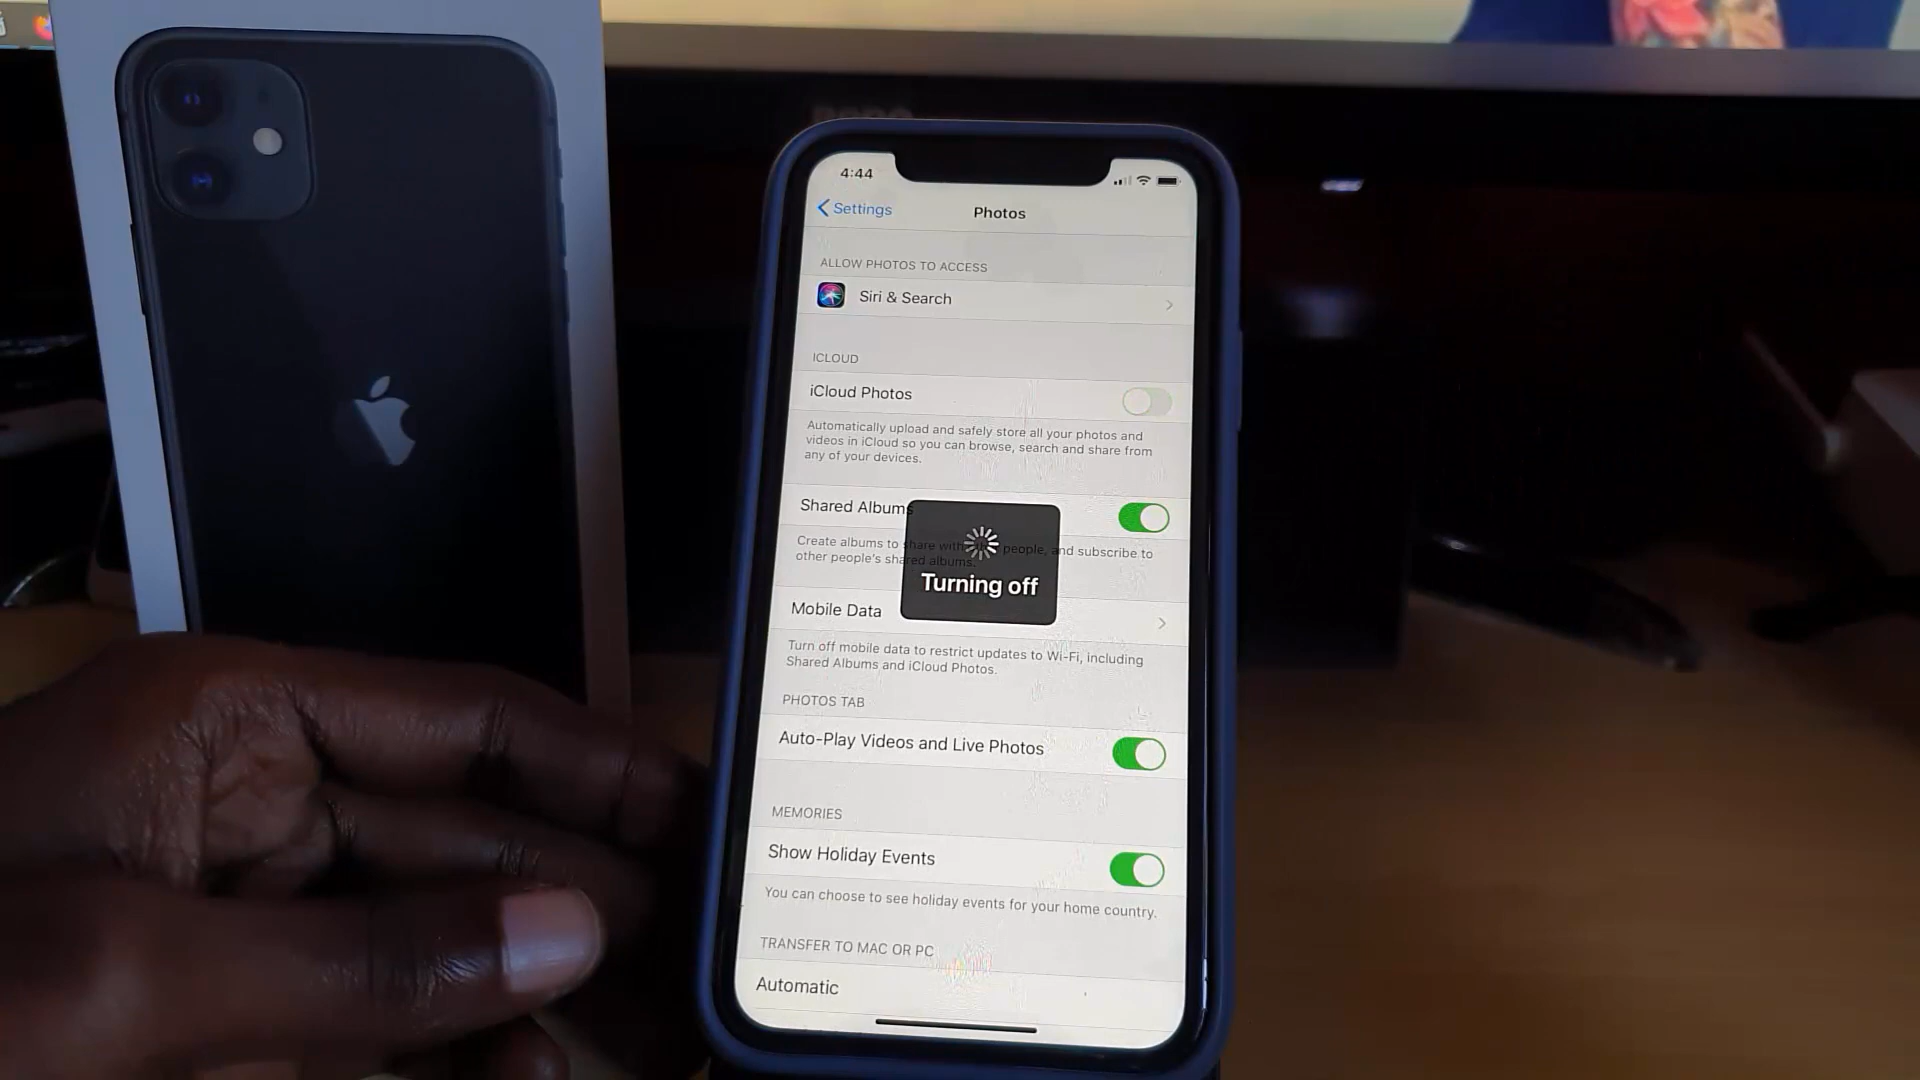 4:44
Settings
Photos
ALLOW PHOTOS TO ACCESS
Siri & Search
ICLOUD
iCloud Photos
Automatically upload and safely store all your photos and
videos in iCloud so you can browse, search and share from
any of your devices.
Shared Albums
Create albums to share with other people, and subscribe to
other people's shared albums.
Turning off
Mobile Data
Turn off mobile data to restrict updates to Wi-Fi, including
Shared Albums and iCloud Photos.
PHOTOS TAB
Auto-Play Videos and Live Photos
MEMORIES
Show Holiday Events
You can choose to see holiday events for your home country.
TRANSFER TO MAC OR PC
Automatic